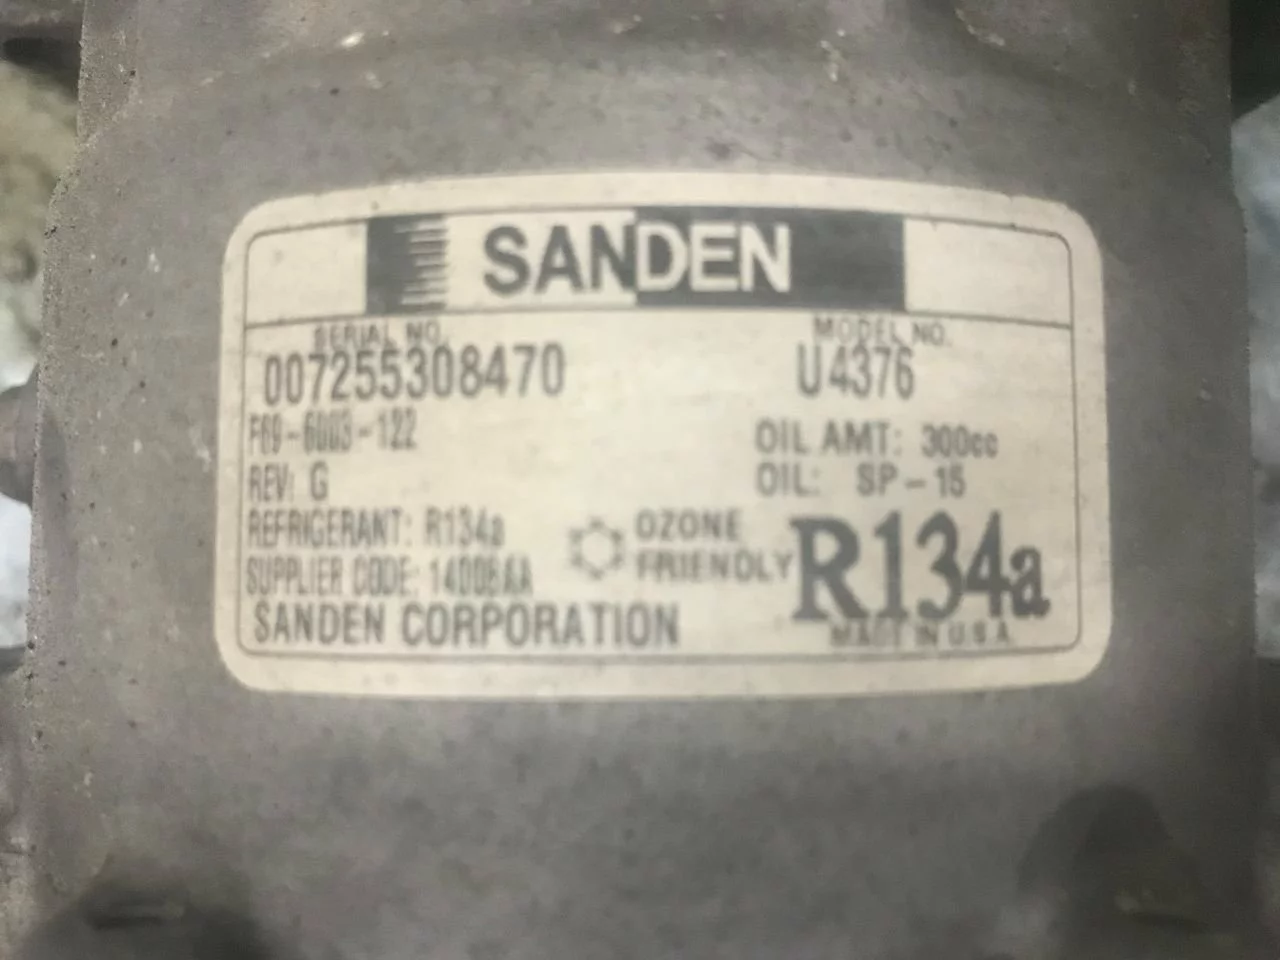 SANDEN
SERIAL NO. MODEL NO.
007255308470 U4376
F69-6003-122
OIL AMT: 300cc
REV: G
OIL: SP-15
REFRIGERANT: R134a
OZONE FRIENDLY
R134a
SUPPLIER CODE: 14006AA
SANDEN CORPORATION
MADE IN U.S.A.